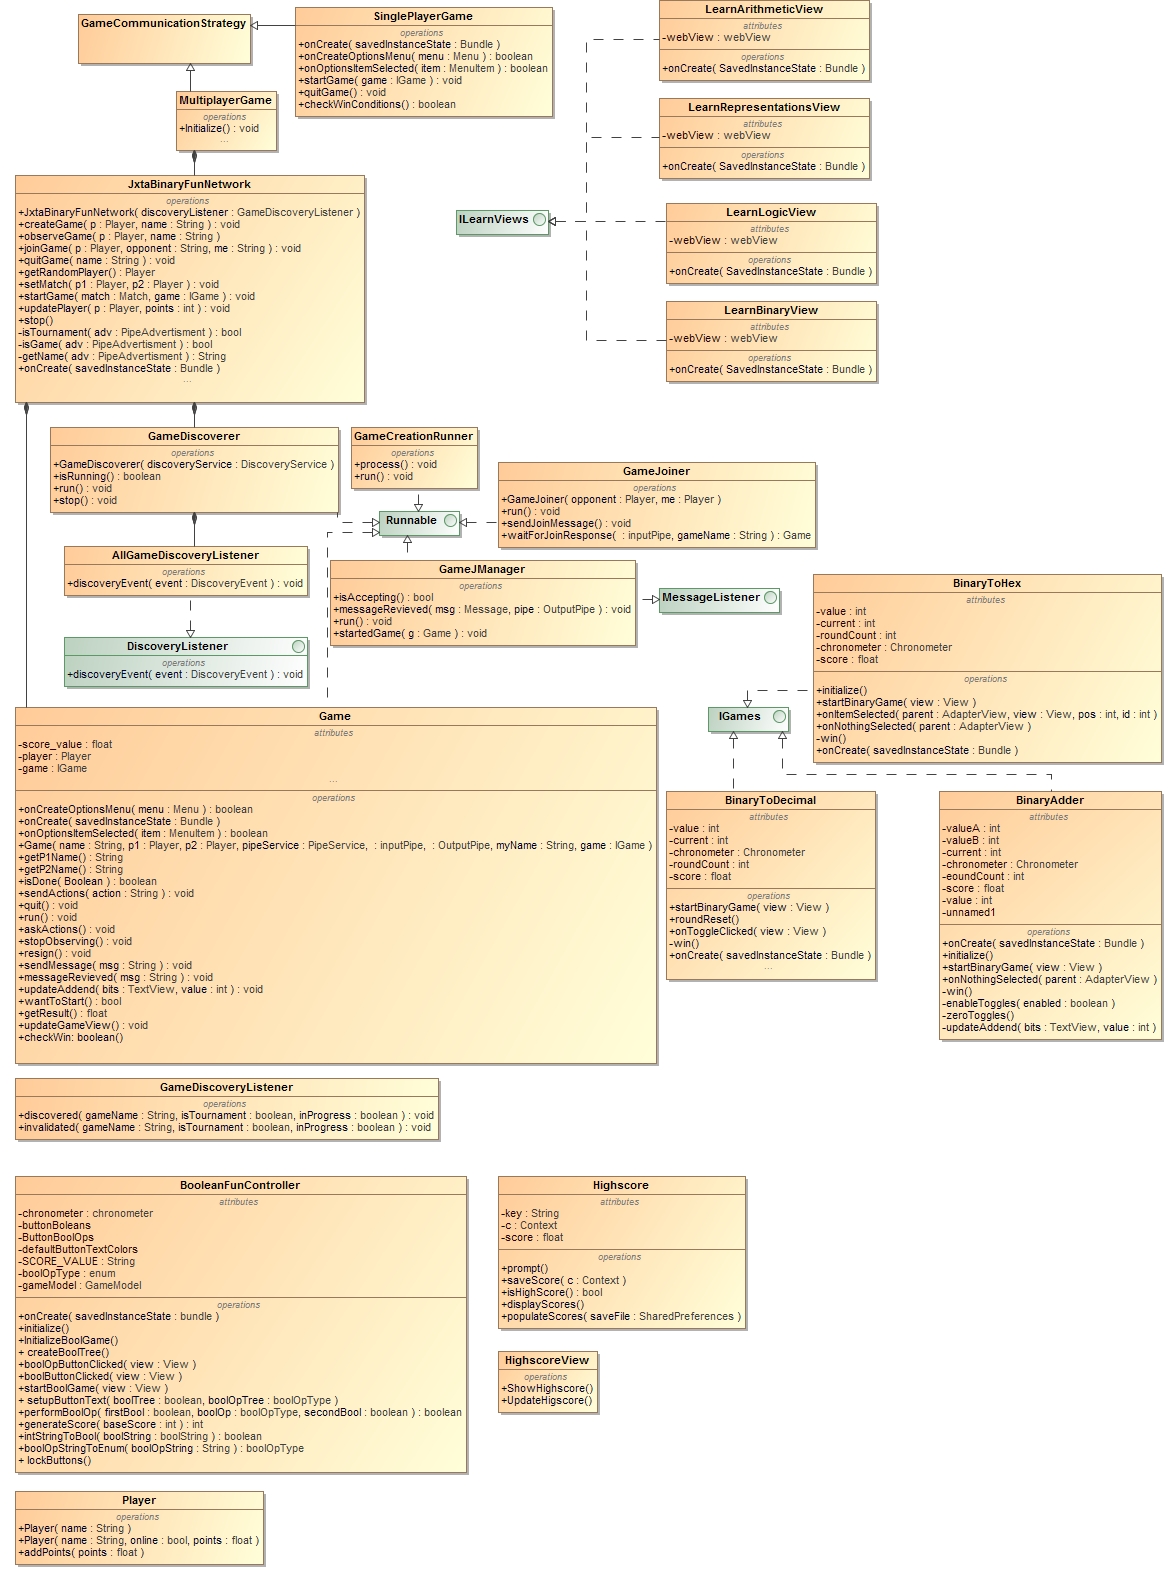 GameCommunicationStrategy
SinglePlayerGame
operations
+onCreate( savedInstanceState : Bundle )
+onCreateOptionsMenu( menu : Menu ) : boolean
+onOptionsItemSelected( item : MenuItem ) : boolean
+startGame( game : IGame ) : void
+quitGame() : void
+checkWinConditions() : boolean
MultiplayerGame
operations
+Initialize() : void
...
LearnArithmeticView
attributes
-webView : webView
operations
+onCreate( SavedInstanceState : Bundle )
LearnRepresentationsView
attributes
-webView : webView
operations
+onCreate( SavedInstanceState : Bundle )
ILearnViews
LearnLogicView
attributes
-webView : webView
operations
+onCreate( SavedInstanceState : Bundle )
LearnBinaryView
attributes
-webView : webView
operations
+onCreate( SavedInstanceState : Bundle )
JxtaBinaryFunNetwork
operations
+JxtaBinaryFunNetwork( discoveryListener : GameDiscoveryListener )
+createGame( p : Player, name : String ) : void
+observeGame( p : Player, name : String )
+joinGame( p : Player, opponent : String, me : String ) : void
+quitGame( name : String ) : void
+getRandomPlayer() : Player
+setMatch( p1 : Player, p2 : Player ) : void
+startGame( match : Match, game : IGame ) : void
+updatePlayer( p : Player, points : int ) : void
+stop()
-isTournament( adv : PipeAdvertisment ) : bool
-isGame( adv : PipeAdvertisment ) : bool
-getName( adv : PipeAdvertisment ) : String
+onCreate( savedInstanceState : Bundle )
...
GameDiscoverer
operations
+GameDiscoverer( discoveryService : DiscoveryService )
+isRunning() : boolean
+run() : void
+stop() : void
GameCreationRunner
+process() : void
+run() : void
GameJoiner
operations
+GameJoiner( opponent : Player, me : Player )
+run() : void
+sendJoinMessage() : void
+waitForJoinResponse(  : inputPipe, gameName : String ) : Game
Runnable
AllGameDiscoveryListener
operations
+discoveryEvent( event : DiscoveryEvent ) : void
DiscoveryListener
operations
+discoveryEvent( event : DiscoveryEvent ) : void
GameJManager
operations
+isAccepting() : bool
+messageRevieved( msg : Message, pipe : OutputPipe ) : void
+run() : void
+startedGame( g : Game ) : void
MessageListener
BinaryToHex
attributes
-value : int
-current : int
-roundCount : int
-chronometer : Chronometer
-score : float
operations
+initialize()
+startBinaryGame( view : View )
+onItemSelected( parent : AdapterView, view : View, pos : int, id : int )
+onNothingSelected( parent : AdapterView )
-win()
+onCreate( savedInstanceState : Bundle )
IGames
Game
attributes
-score_value : float
-player : Player
-game : IGame
...
operations
+onCreateOptionsMenu( menu : Menu ) : boolean
+onCreate( savedInstanceState : Bundle )
+onOptionsItemSelected( item : MenuItem ) : boolean
+Game( name : String, p1 : Player, p2 : Player, pipeService : PipeService,  : inputPipe,  : OutputPipe, myName : String, game : IGame )
+getP1Name() : String
+getP2Name() : String
+isDone( Boolean ) : boolean
+sendActions( action : String ) : void
+quit() : void
+run() : void
+askActions() : void
+stopObserving() : void
+resign() : void
+sendMessage( msg : String ) : void
+messageRevieved( msg : String ) : void
+updateAddend( bits : TextView, value : int ) : void
+wantToStart() : bool
+getResult() : float
+updateGameView() : void
+checkWin: boolean()
BinaryToDecimal
attributes
-value : int
-current : int
-chronometer : Chronometer
-roundCount : int
-score : float
operations
+startBinaryGame( view : View )
+roundReset()
+onToggleClicked( view : View )
-win()
+onCreate( savedInstanceState : Bundle )
...
BinaryAdder
attributes
-valueA : int
-valueB : int
-current : int
-chronometer : Chronometer
-eoundCount : int
-score : float
-value : int
-unnamed1
operations
+onCreate( savedInstanceState : Bundle )
+initialize()
+startBinaryGame( view : View )
+onNothingSelected( parent : AdapterView )
-win()
-enableToggles( enabled : boolean )
-zeroToggles()
-updateAddend( bits : TextView, value : int )
GameDiscoveryListener
operations
+discovered( gameName : String, isTournament : boolean, inProgress : boolean ) : void
+invalidated( gameName : String, isTournament : boolean, inProgress : boolean ) : void
BooleanFunController
attributes
-chronometer : chronometer
-buttonBoleans
-ButtonBoolOps
-defaultButtonTextColors
-SCORE_VALUE : String
-boolOpType : enum
-gameModel : GameModel
operations
+onCreate( savedInstanceState : bundle )
+initialize()
+InitializeBoolGame()
+ createBoolTree()
+boolOpButtonClicked( view : View )
+boolButtonClicked( view : View )
+startBoolGame( view : View )
+ setupButtonText( boolTree : boolean, boolOpTree : boolOpType )
+performBoolOp( firstBool : boolean, boolOp : boolOpType, secondBool : boolean ) : boolean
+generateScore( baseScore : int ) : int
+intStringToBool( boolString : boolString ) : boolean
+boolOpStringToEnum( boolOpString : String ) : boolOpType
+ lockButtons()
Highscore
attributes
-key : String
-c : Context
-score : float
operations
+prompt()
+saveScore( c : Context )
+isHighScore() : bool
+displayScores()
+populateScores( saveFile : SharedPreferences )
HighscoreView
operations
+ShowHighscore()
+UpdateHigscore()
Player
operations
+Player( name : String )
+Player( name : String, online : bool, points : float )
+addPoints( points : float )